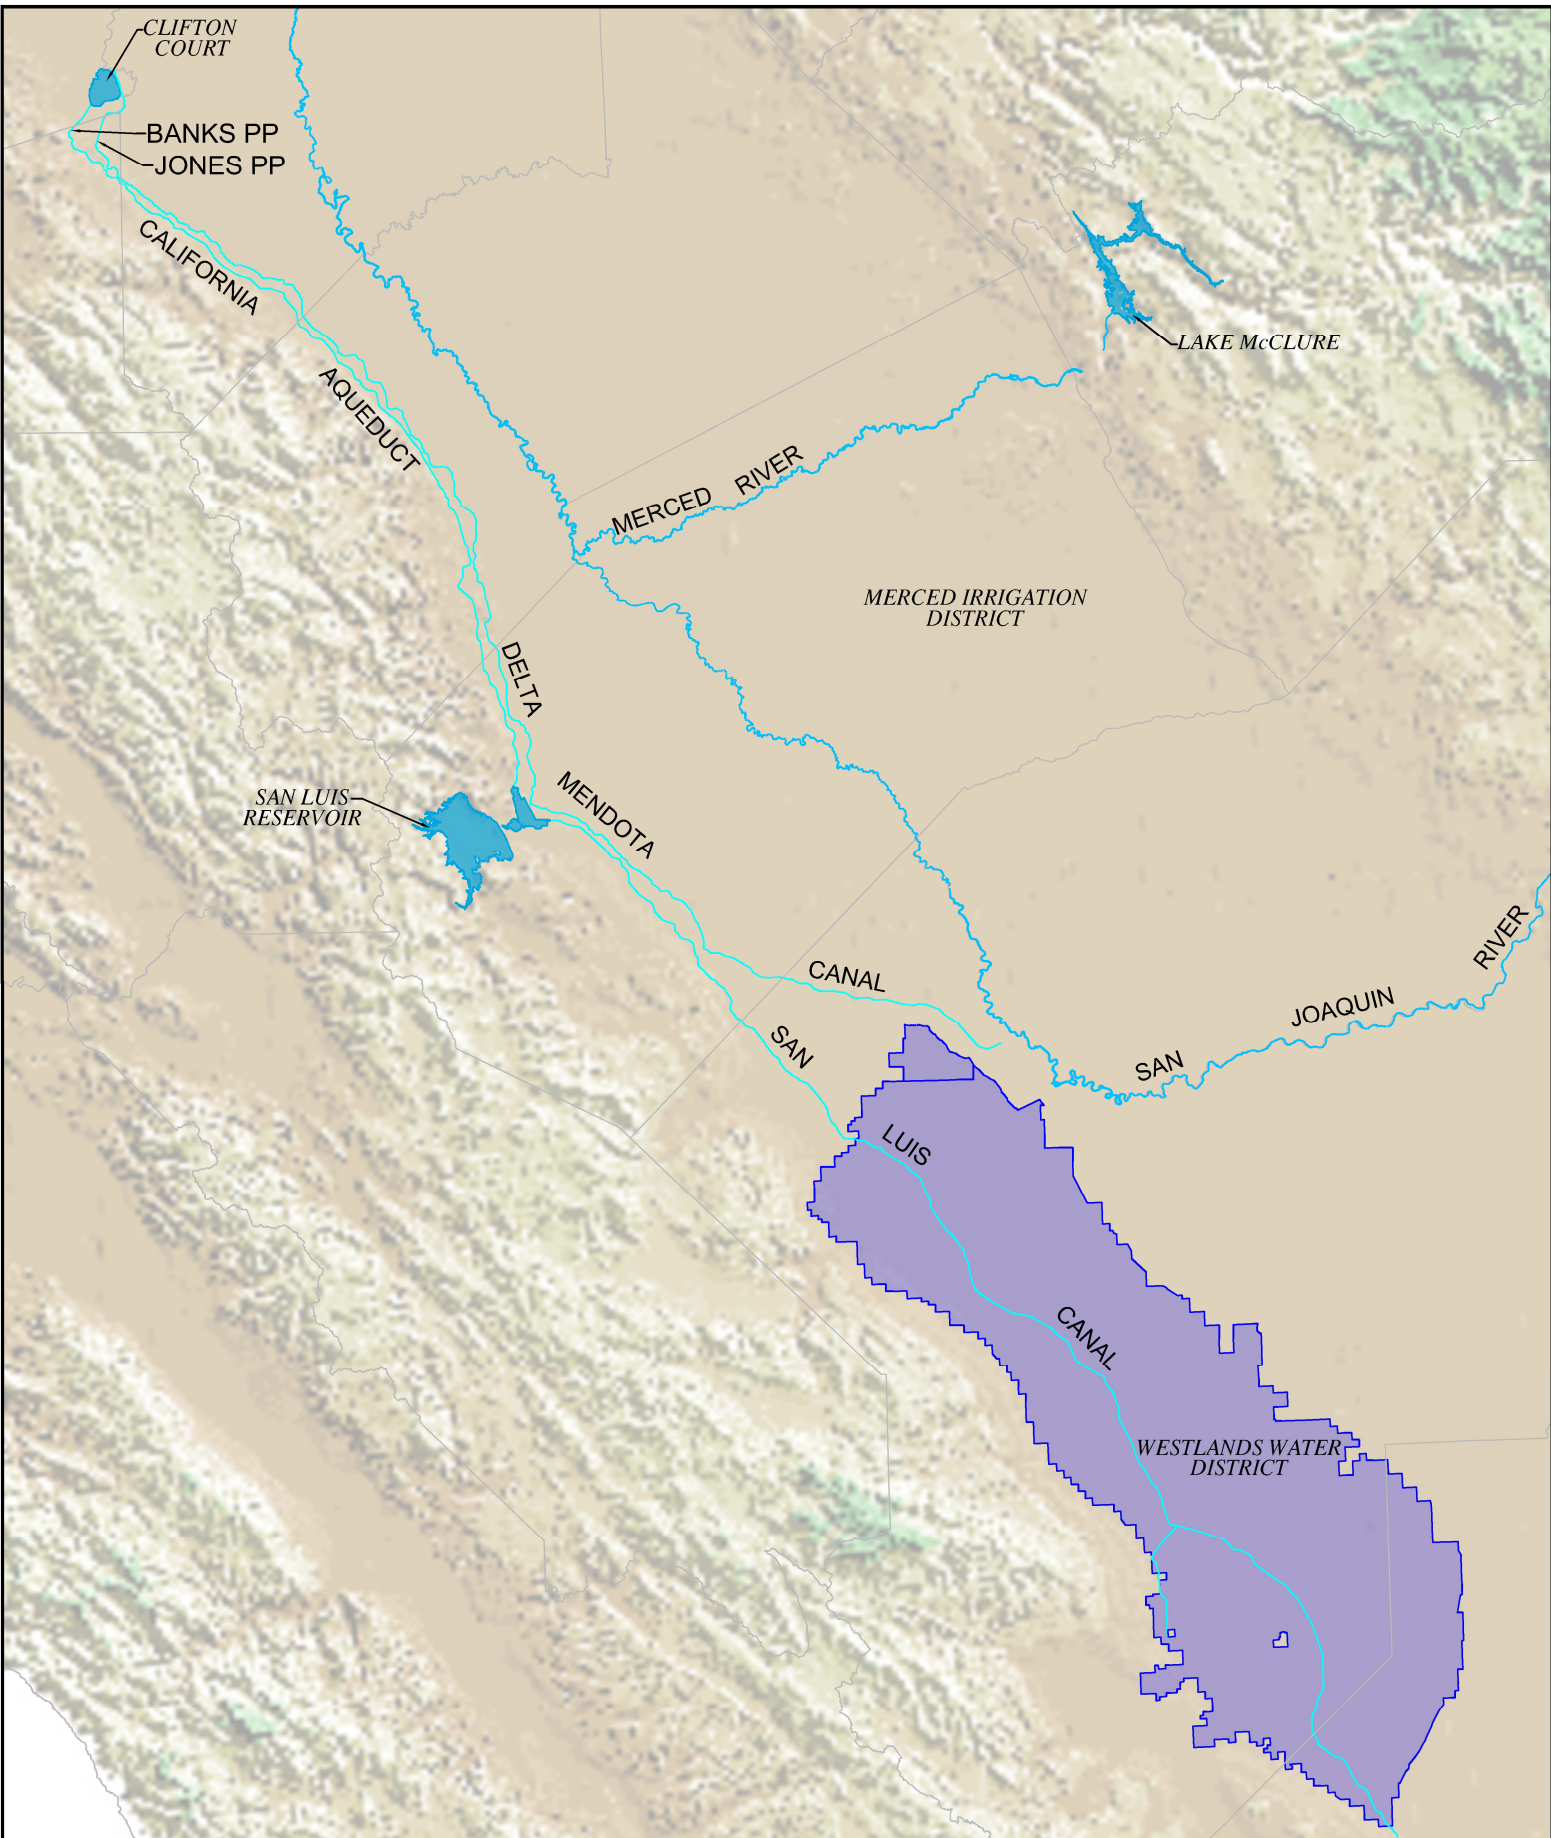 CLIFTON
COURT
BANKS PP
JONES PP
CALIFORNIA
AQUEDUCT
LAKE McCLURE
MERCED RIVER
MERCED IRRIGATION
DISTRICT
DELTA
MENDOTA
SAN LUIS
RESERVOIR
CANAL
SAN JOAQUIN RIVER
SAN
LUIS
CANAL
WESTLANDS WATER
DISTRICT